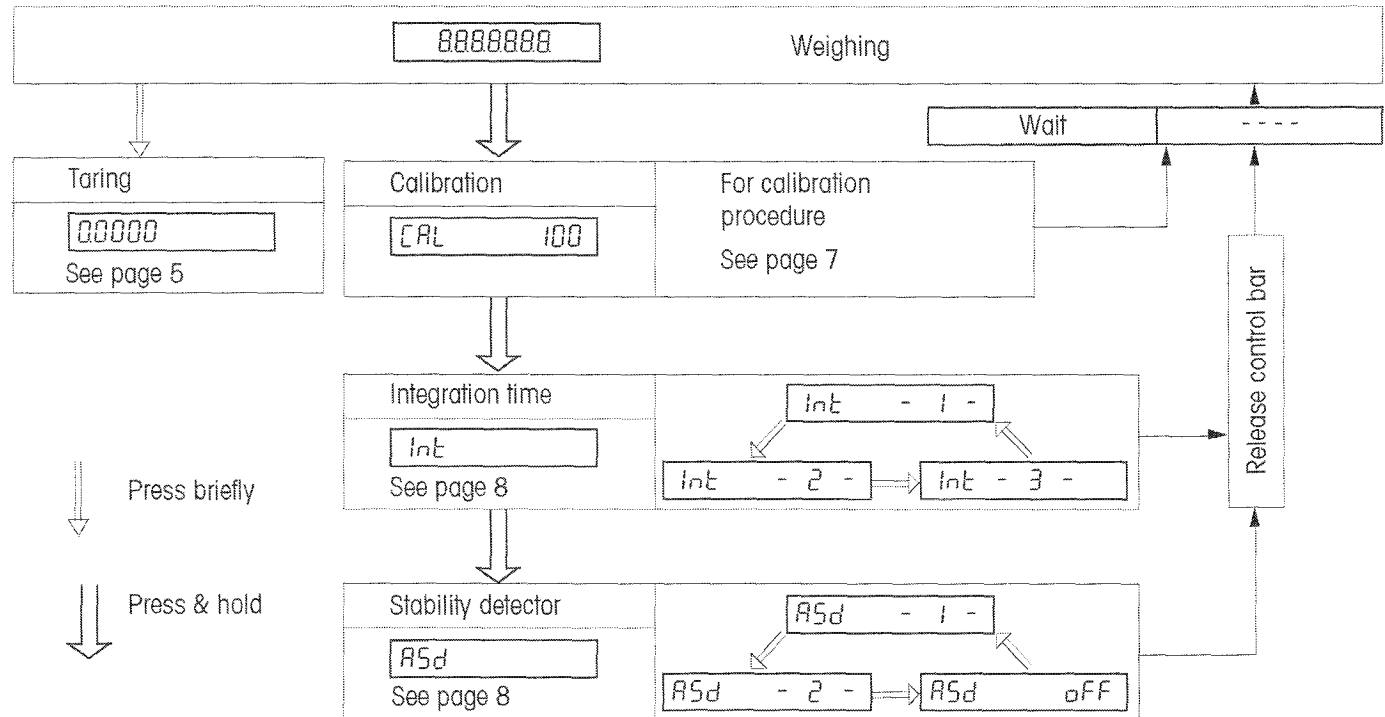 8.8.8.8.8.8.8.
Weighing
Wait
- - - -
Taring
0.0000
See page 5
Calibration
CAL 100
For calibration
procedure
See page 7
Release control bar
Integration time
Int
See page 8
Int - 1 -
Int - 2 -
Int - 3 -
Press briefly
Press & hold
Stability detector
ASd
See page 8
ASd - 1 -
ASd - 2 -
ASd oFF